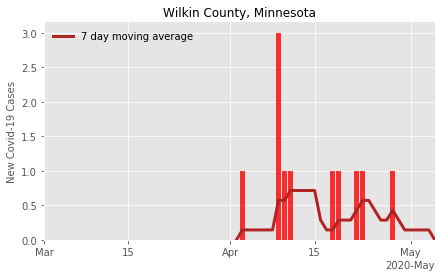 Wilkin County, Minnesota
7 day moving average
New Covid-19 Cases
3.0
2.5
2.0
1.5
1.0
0.5
0.0
Mar
15
Apr
15
May
2020-May